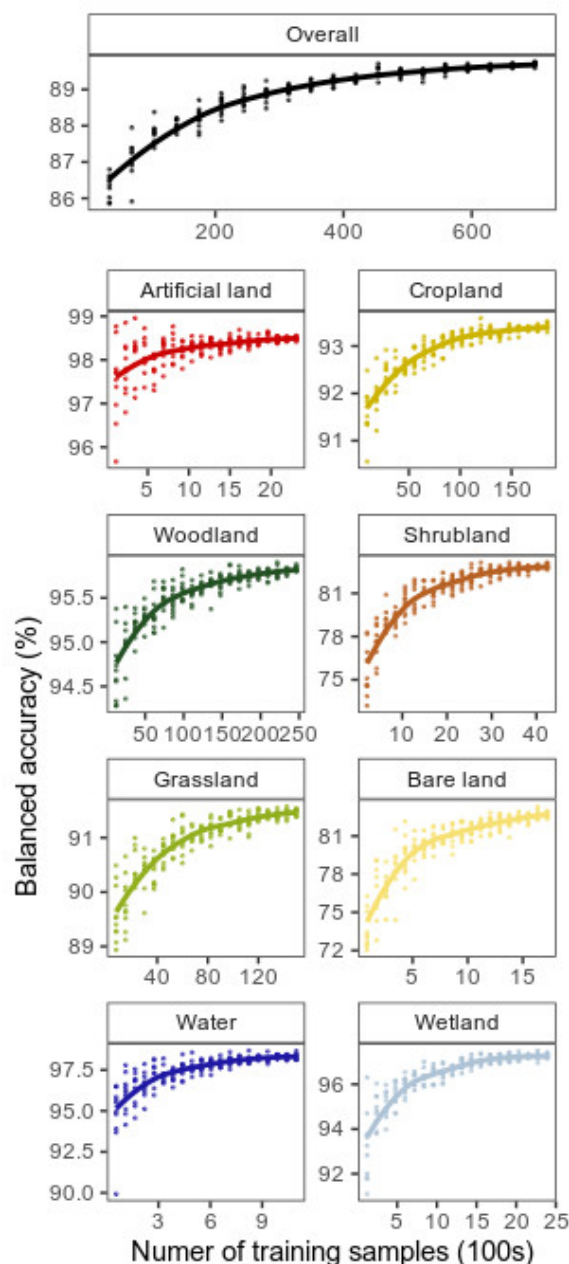 Overall
89
88
87
86
200 400 600
Artificial land Cropland
99
98
97
96
93
92
91
5 10 15 20 50 100 150
Woodland Shrubland
95.5
95.0
94.5
81
78
75
50 100 150 200 250 10 20 30 40
Grassland Bare land
91
90
89
81
78
75
72
40 80 120 5 10 15
Water Wetland
97.5
95.0
92.5
90.0
96
94
92
3 6 9 5 10 15 20 25
Balanced accuracy (%)
Numer of training samples (100s)